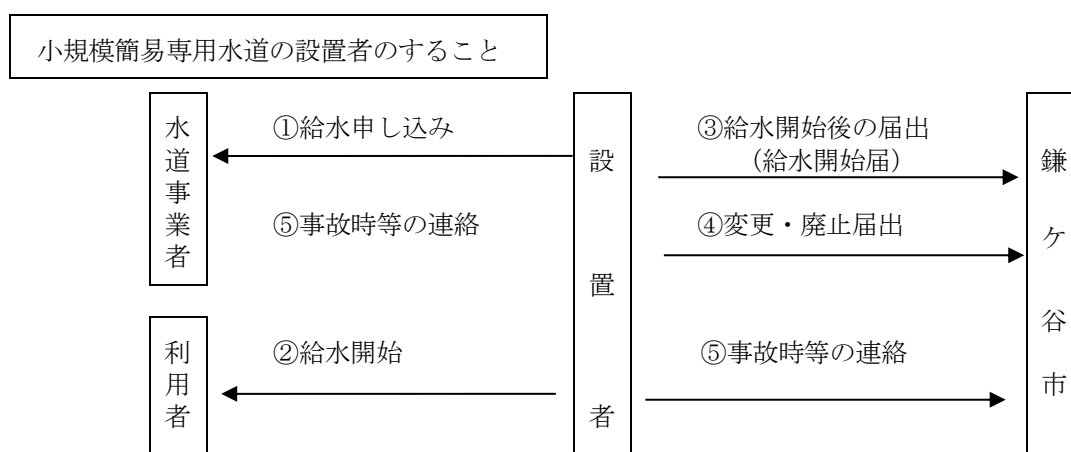 小規模簡易専用水道の設置者のすること
水道事業者
①給水申し込み
⑤事故時等の連絡
利用者
②給水開始
設置者
③給水開始後の届出
（給水開始届）
④変更・廃止届出
⑤事故時等の連絡
鎌ケ谷市